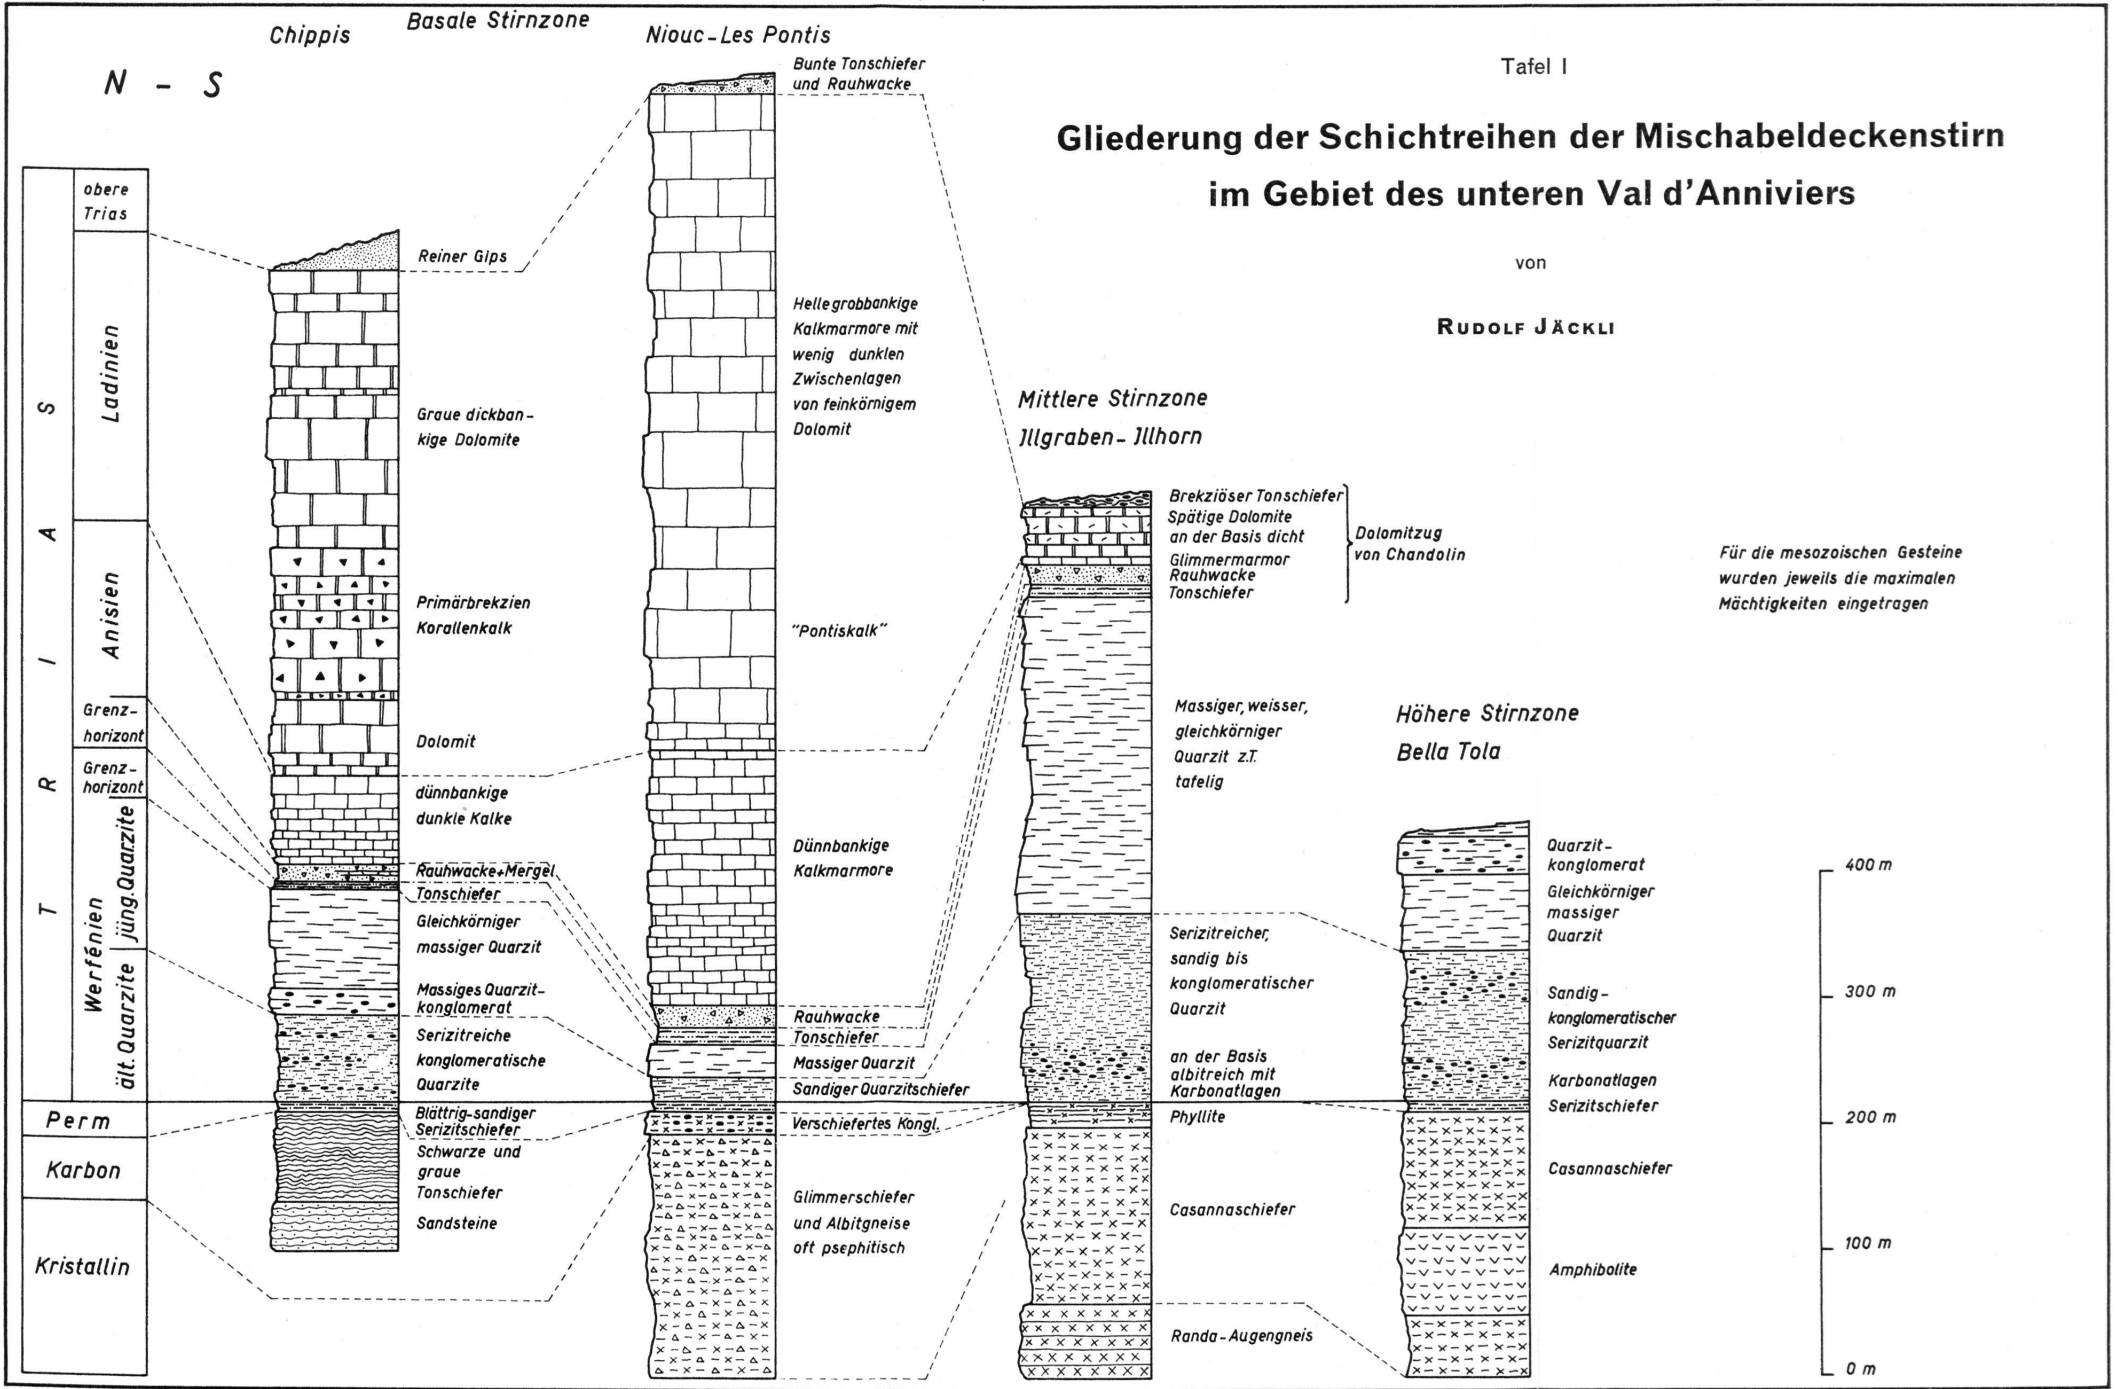 Chippis
Basale Stirnzone
Niouc-Les Pontis
N - S
Tafel I
Gliederung der Schichtreihen der Mischabeldeckenstirn
im Gebiet des unteren Val d'Anniviers
von
RUDOLF JÄCKLI
TRIAS
obere
Trias
Ladinien
Anisien
Grenz-
horizont
Grenz-
horizont
Werfénien
jüng.Quarzite
ält.Quarzite
Perm
Karbon
Kristallin
Reiner Gips
Graue dickban-
kige Dolomite
Primärbrekzien
Korallenkalk
Dolomit
dünnbankige
dunkle Kalke
Rauhwacke+Mergel
Tonschiefer
Gleichkörniger
massiger Quarzit
Massiges Quarzit-
konglomerat
Serizitreiche
konglomeratische
Quarzite
Blättrig-sandiger
Serizitschiefer
Schwarze und
graue
Tonschiefer
Sandsteine
Bunte Tonschiefer
und Rauhwacke
Helle grobbankige
Kalkmarmore mit
wenig dunklen
Zwischenlagen
von feinkörnigem
Dolomit
"Pontiskalk"
Dünnbankige
Kalkmarmore
Rauhwacke
Tonschiefer
Massiger Quarzit
Sandiger Quarzitschiefer
Verschiefertes Kongl.
Glimmerschiefer
und Albitgneise
oft psephitisch
Mittlere Stirnzone
Jllgraben-Jllhorn
Brekziöser Tonschiefer
Spätige Dolomite
an der Basis dicht
Glimmermarmor
Rauhwacke
Tonschiefer
Dolomitzug
von Chandolin
Massiger, weisser,
gleichkörniger
Quarzit z.T.
tafelig
Serizitreicher,
sandig bis
konglomeratischer
Quarzit
an der Basis
albitreich mit
Karbonatlagen
Phyllite
Casannaschiefer
Randa-Augengneis
Höhere Stirnzone
Bella Tola
Quarzit-
konglomerat
Gleichkörniger
massiger
Quarzit
Sandig-
konglomeratischer
Serizitquarzit
Karbonatlagen
Serizitschiefer
Casannaschiefer
Amphibolite
Für die mesozoischen Gesteine
wurden jeweils die maximalen
Mächtigkeiten eingetragen
400 m
300 m
200 m
100 m
0 m